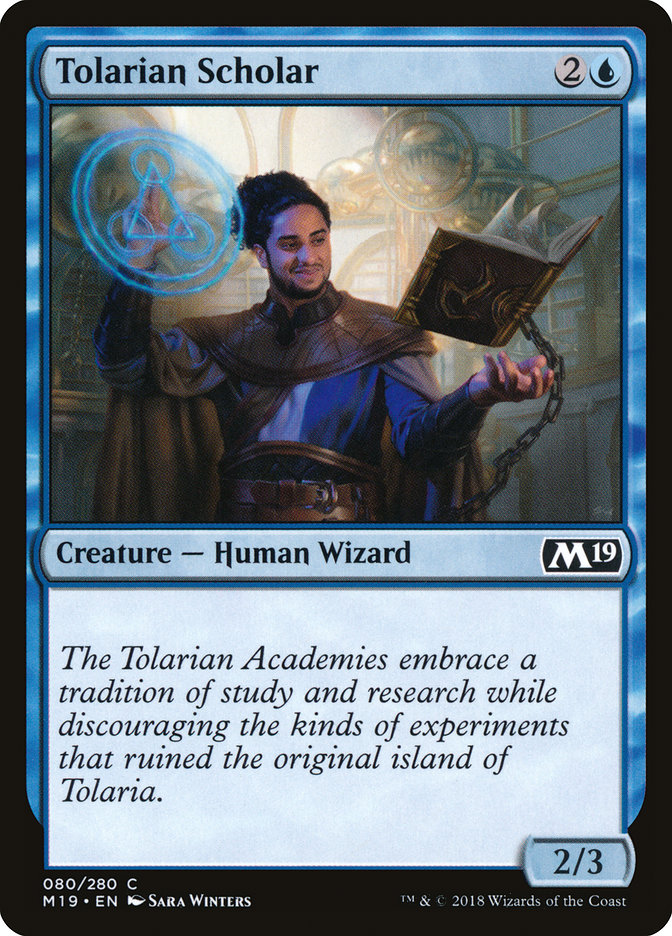 Tolarian Scholar 2
Creature — Human Wizard M19
The Tolarian Academies embrace a
tradition of study and research while
discouraging the kinds of experiments
that ruined the original island of
Tolaria.
2/3
080/280 C
M19 • EN Sara Winters ™ & © 2018 Wizards of the Coast